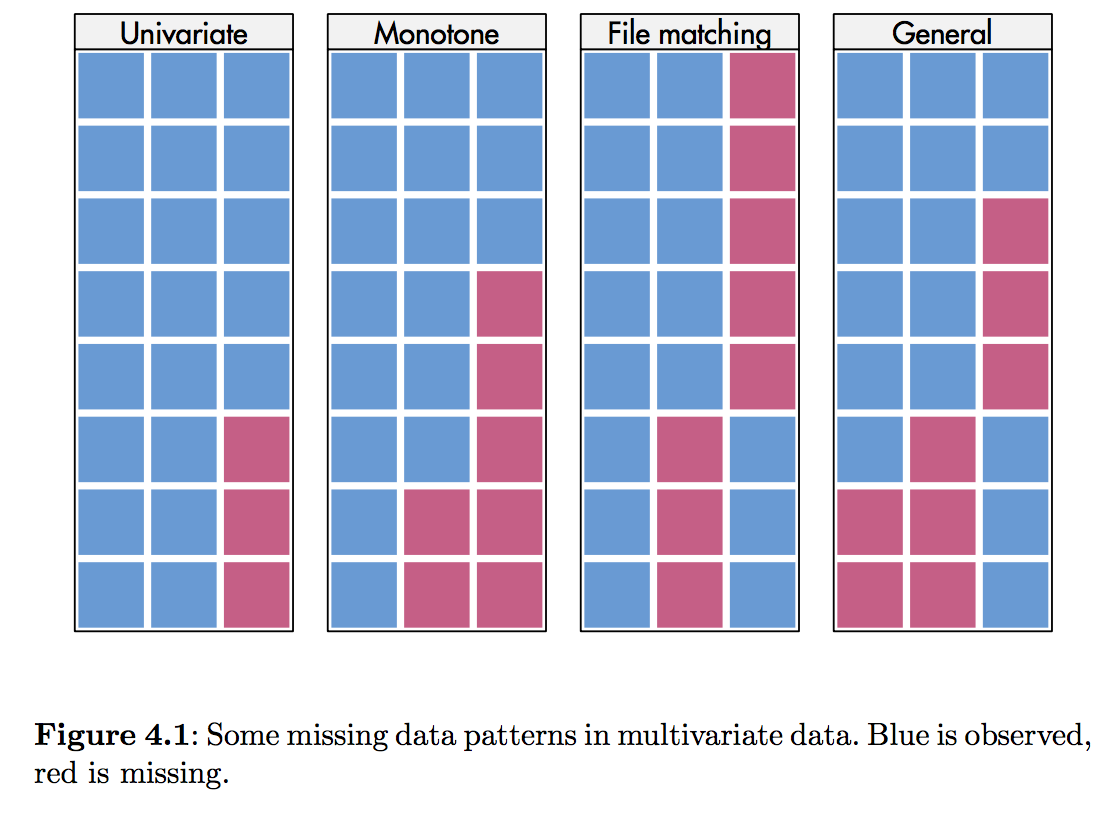 Univariate
Monotone
File matching
General
Figure 4.1: Some missing data patterns in multivariate data. Blue is observed,
red is missing.